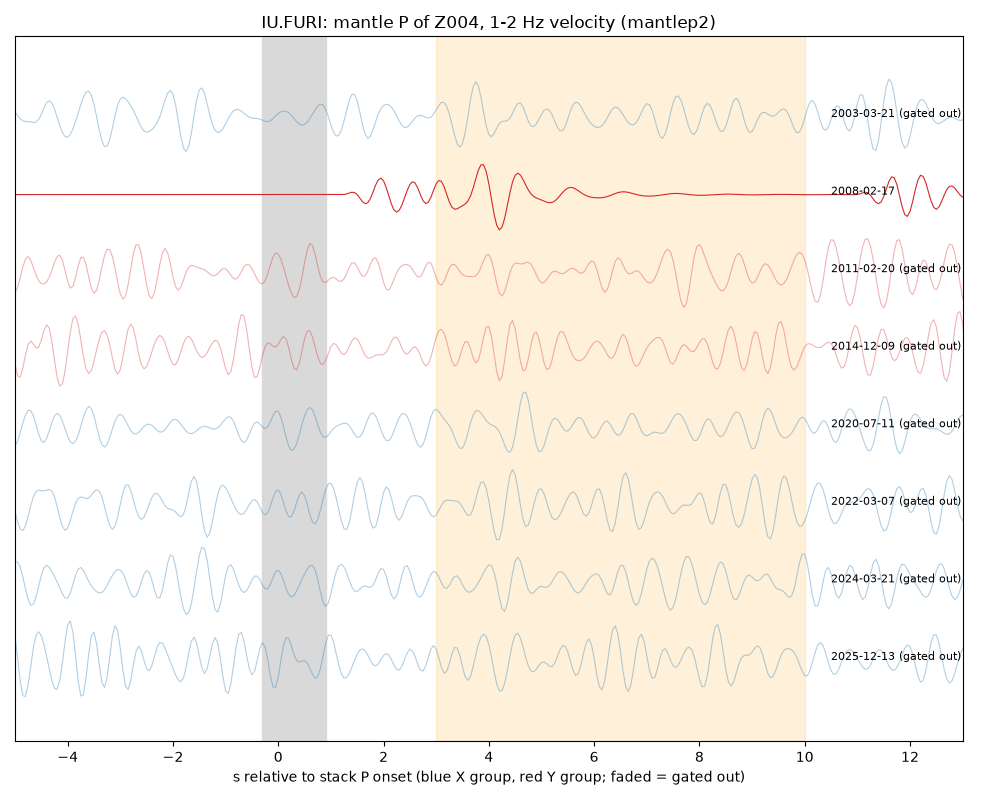 IU.FURI: mantle P of Z004, 1-2 Hz velocity (mantlep2)
2003-03-21 (gated out)
2008-02-17
2011-02-20 (gated out)
2014-12-09 (gated out)
2020-07-11 (gated out)
2022-03-07 (gated out)
2024-03-21 (gated out)
2025-12-13 (gated out)
−4 −2 0 2 4 6 8 10 12
s relative to stack P onset (blue X group, red Y group; faded = gated out)